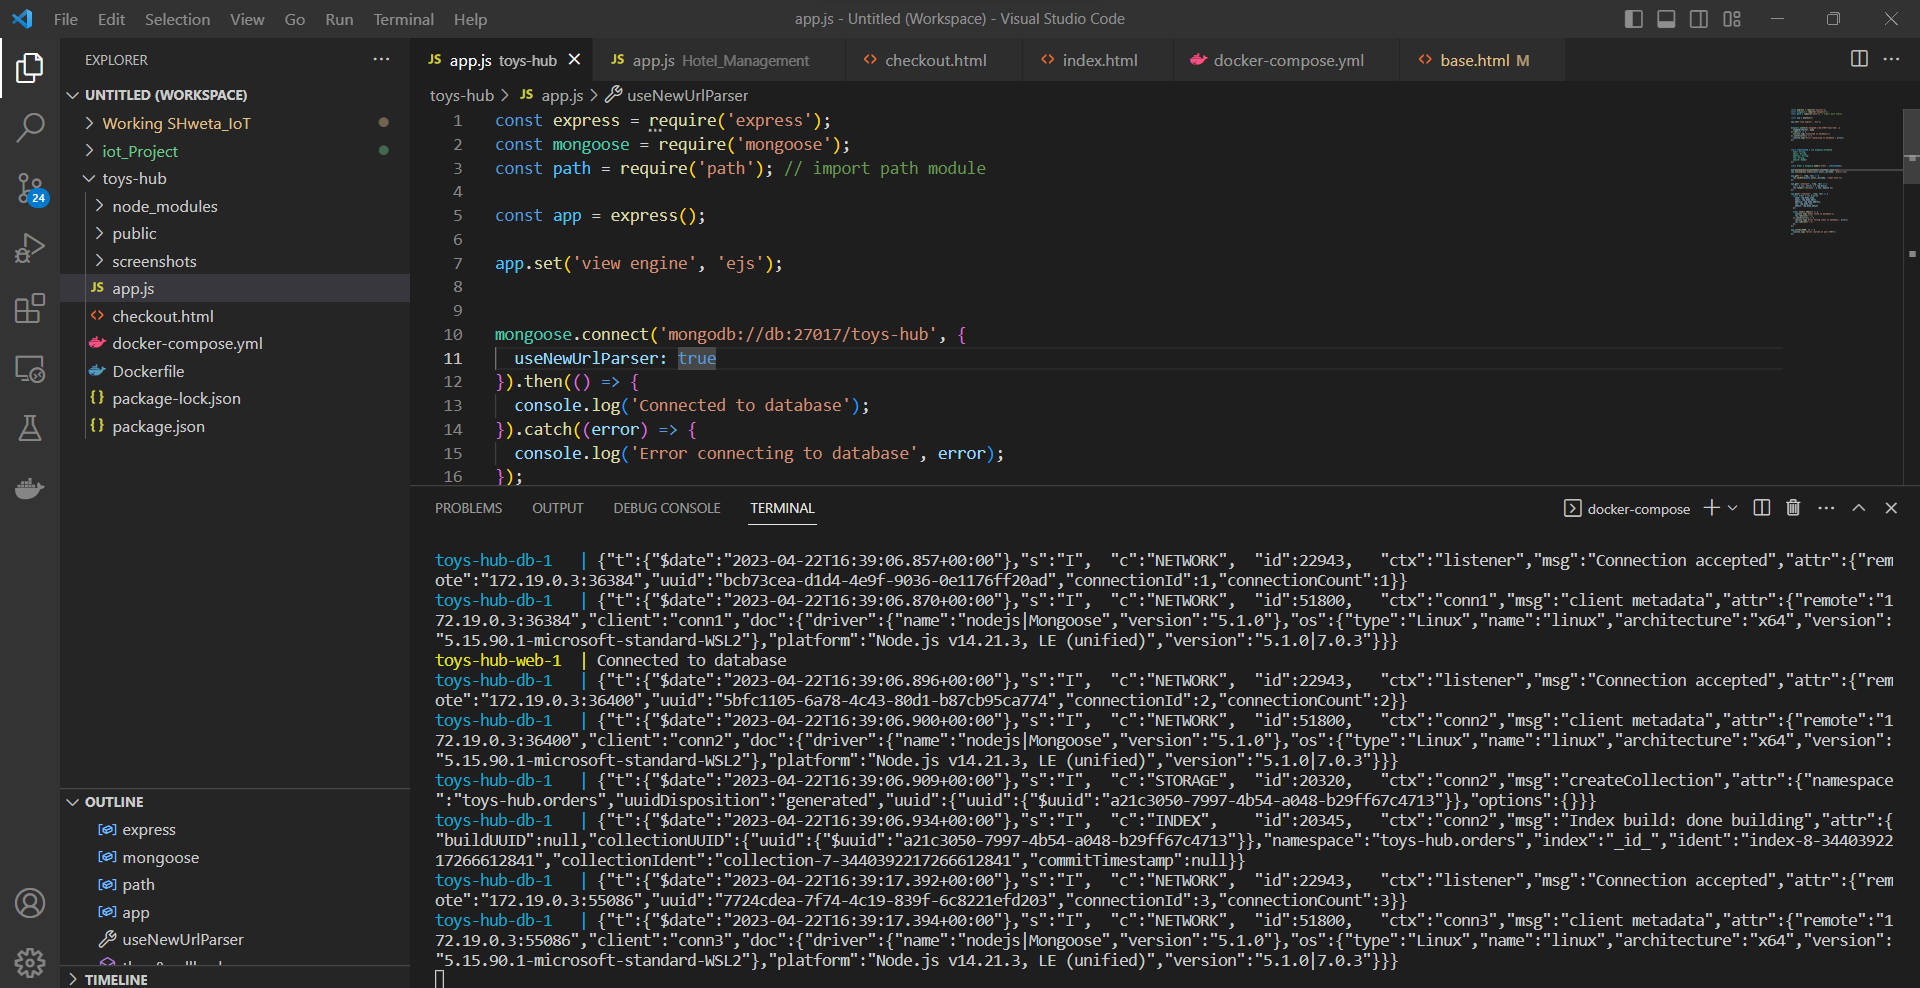 File Edit Selection View Go Run Terminal Help
app.js - Untitled (Workspace) - Visual Studio Code
EXPLORER
UNTITLED (WORKSPACE)
Working SHweta_IoT
iot_Project
toys-hub
node_modules
public
screenshots
JS app.js
checkout.html
docker-compose.yml
Dockerfile
package-lock.json
package.json
24
OUTLINE
express
mongoose
path
app
useNewUrlParser
TIMELINE
JS app.js toys-hub
JS app.js Hotel_Management
checkout.html
index.html
docker-compose.yml
base.html M
toys-hub > JS app.js > useNewUrlParser
1 const express = require('express');
2 const mongoose = require('mongoose');
3 const path = require('path'); // import path module
4
5 const app = express();
6
7 app.set('view engine', 'ejs');
8
9
10 mongoose.connect('mongodb://db:27017/toys-hub', {
11 useNewUrlParser: true
12 }).then(() => {
13 console.log('Connected to database');
14 }).catch((error) => {
15 console.log('Error connecting to database', error);
16 });
PROBLEMS OUTPUT DEBUG CONSOLE TERMINAL
docker-compose
toys-hub-db-1 | {"t":{"$date":"2023-04-22T16:39:06.857+00:00"},"s":"I", "c":"NETWORK", "id":22943, "ctx":"listener","msg":"Connection accepted","attr":{"rem
ote":"172.19.0.3:36384","uuid":"bcb73cea-d1d4-4e9f-9036-0e1176ff20ad","connectionId":1,"connectionCount":1}}
toys-hub-db-1 | {"t":{"$date":"2023-04-22T16:39:06.870+00:00"},"s":"I", "c":"NETWORK", "id":51800, "ctx":"conn1","msg":"client metadata","attr":{"remote":"1
72.19.0.3:36384","client":"conn1","doc":{"driver":{"name":"nodejs|Mongoose","version":"5.1.0"},"os":{"type":"Linux","name":"linux","architecture":"x64","version":
"5.15.90.1-microsoft-standard-WSL2"},"platform":"Node.js v14.21.3, LE (unified)","version":"5.1.0|7.0.3"}}}
toys-hub-web-1 | Connected to database
toys-hub-db-1 | {"t":{"$date":"2023-04-22T16:39:06.896+00:00"},"s":"I", "c":"NETWORK", "id":22943, "ctx":"listener","msg":"Connection accepted","attr":{"rem
ote":"172.19.0.3:36400","uuid":"5bfc1105-6a78-4c43-80d1-b87cb95ca774","connectionId":2,"connectionCount":2}}
toys-hub-db-1 | {"t":{"$date":"2023-04-22T16:39:06.900+00:00"},"s":"I", "c":"NETWORK", "id":51800, "ctx":"conn2","msg":"client metadata","attr":{"remote":"1
72.19.0.3:36400","client":"conn2","doc":{"driver":{"name":"nodejs|Mongoose","version":"5.1.0"},"os":{"type":"Linux","name":"linux","architecture":"x64","version":
"5.15.90.1-microsoft-standard-WSL2"},"platform":"Node.js v14.21.3, LE (unified)","version":"5.1.0|7.0.3"}}}
toys-hub-db-1 | {"t":{"$date":"2023-04-22T16:39:06.909+00:00"},"s":"I", "c":"STORAGE", "id":20320, "ctx":"conn2","msg":"createCollection","attr":{"namespace
":"toys-hub.orders","uuidDisposition":"generated","uuid":{"uuid":{"$uuid":"a21c3050-7997-4b54-a048-b29ff67c4713"}},"options":{}}}
toys-hub-db-1 | {"t":{"$date":"2023-04-22T16:39:06.934+00:00"},"s":"I", "c":"INDEX", "id":20345, "ctx":"conn2","msg":"Index build: done building","attr":{
"buildUUID":null,"collectionUUID":{"uuid":{"$uuid":"a21c3050-7997-4b54-a048-b29ff67c4713"}},"namespace":"toys-hub.orders","index":"_id_","ident":"index-8-34403922
17266612841","collectionIdent":"collection-7-3440392217266612841","commitTimestamp":null}}
toys-hub-db-1 | {"t":{"$date":"2023-04-22T16:39:17.392+00:00"},"s":"I", "c":"NETWORK", "id":22943, "ctx":"listener","msg":"Connection accepted","attr":{"rem
ote":"172.19.0.3:55086","uuid":"7724cdea-7f74-4c19-839f-6c8221efd203","connectionId":3,"connectionCount":3}}
toys-hub-db-1 | {"t":{"$date":"2023-04-22T16:39:17.394+00:00"},"s":"I", "c":"NETWORK", "id":51800, "ctx":"conn3","msg":"client metadata","attr":{"remote":"1
72.19.0.3:55086","client":"conn3","doc":{"driver":{"name":"nodejs|Mongoose","version":"5.1.0"},"os":{"type":"Linux","name":"linux","architecture":"x64","version":
"5.15.90.1-microsoft-standard-WSL2"},"platform":"Node.js v14.21.3, LE (unified)","version":"5.1.0|7.0.3"}}}